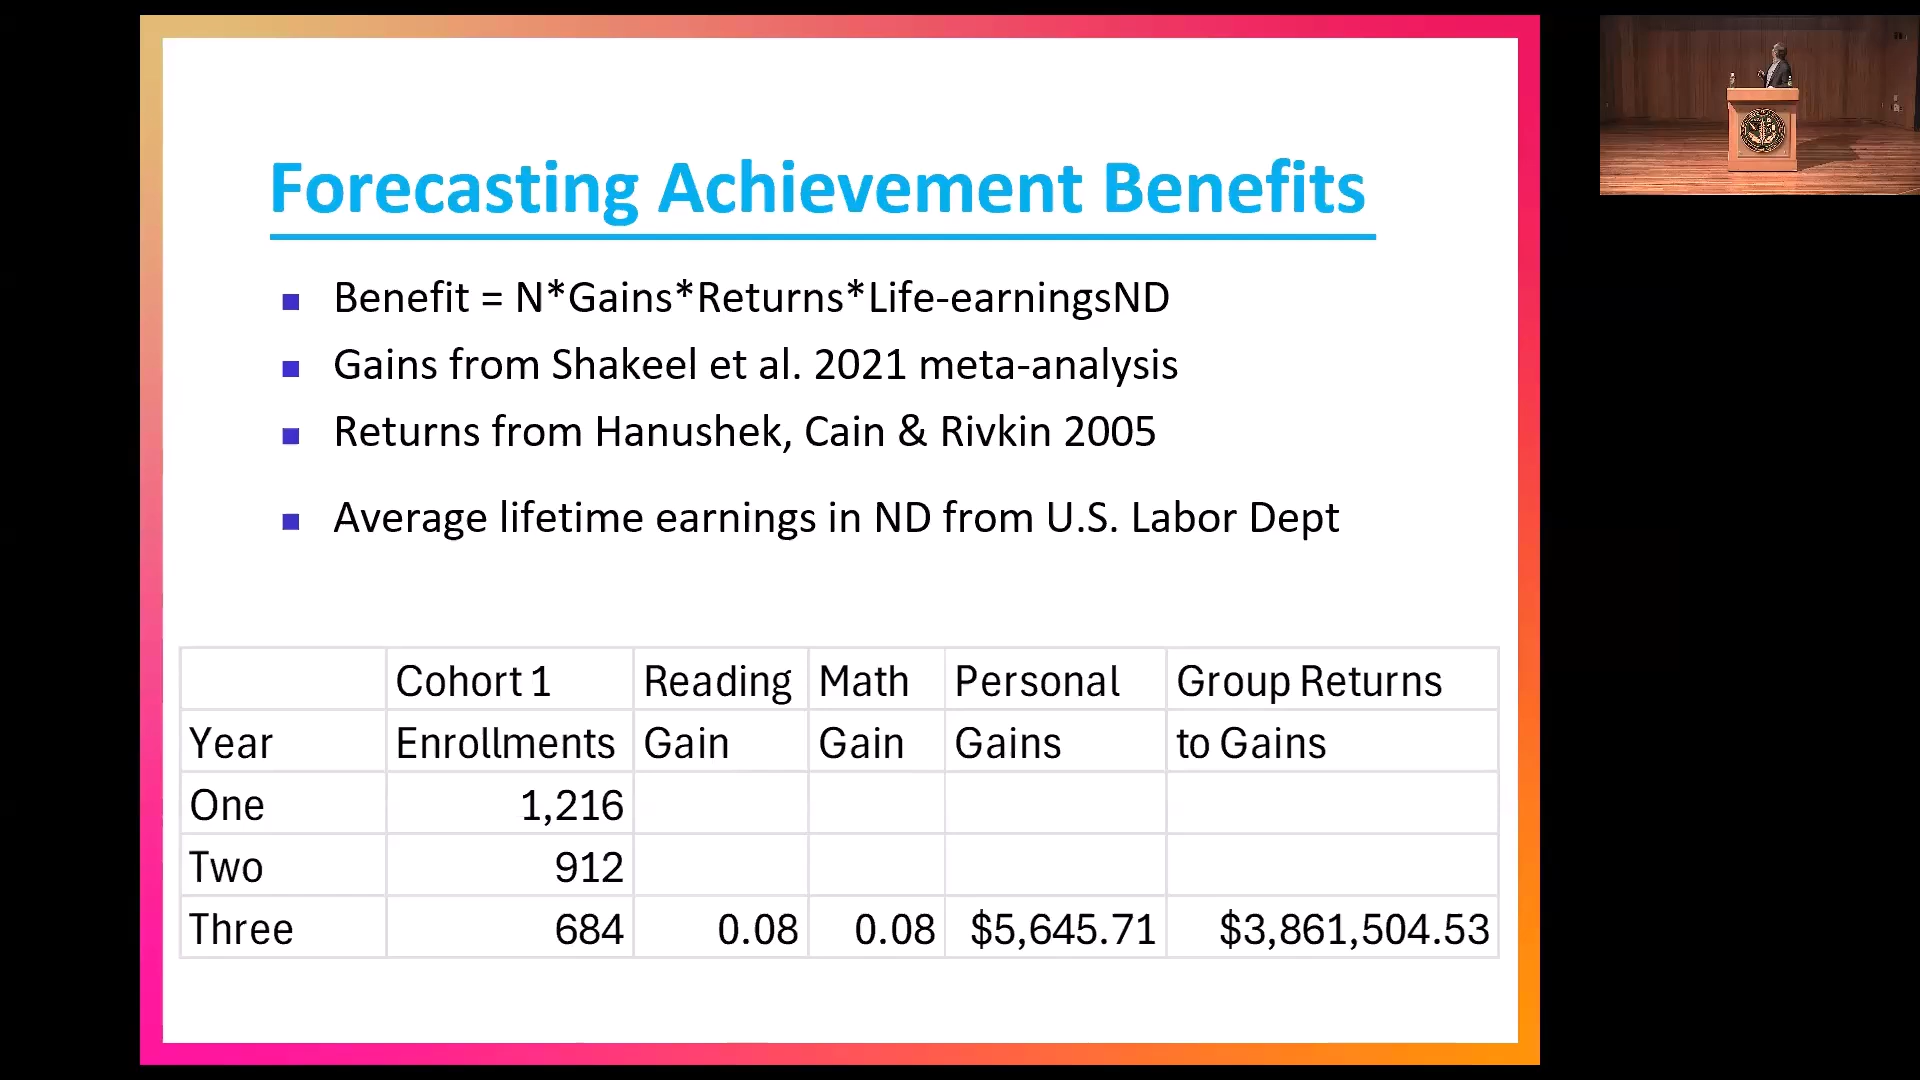 Forecasting Achievement Benefits
Benefit = N*Gains*Returns*Life-earningsND
Gains from Shakeel et al. 2021 meta-analysis
Returns from Hanushek, Cain & Rivkin 2005
Average lifetime earnings in ND from U.S. Labor Dept
Cohort 1 Reading Math Personal Group Returns
Year Enrollments Gain Gain Gains to Gains
One 1,216
Two 912
Three 684 0.08 0.08 $5,645.71 $3,861,504.53